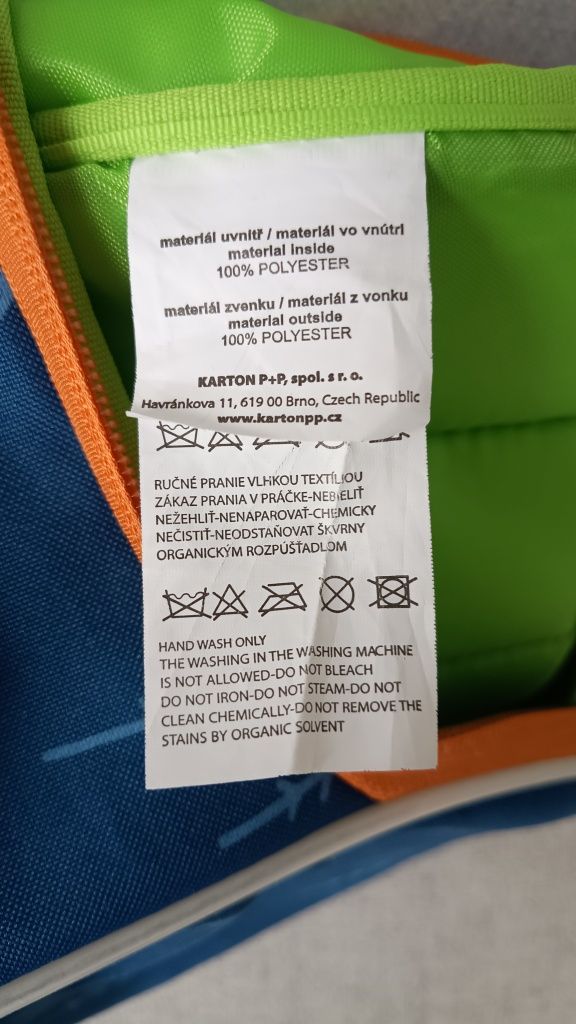 materiál uvnitř / materiál vo vnútri
material inside
100% POLYESTER
materiál zvenku / materiál z vonku
material outside
100% POLYESTER
KARTON P+P, spol. s r. o.
Havránkova 11, 619 00 Brno, Czech Republic
www.kartonpp.cz
RUČNÉ PRANIE VLHKOU TEXTÍLIOU
ZÁKAZ PRANIA V PRÁČKE-NEBIELIŤ
NEŽEHLIŤ-NENAPAROVAŤ-CHEMICKY
NEČISTIŤ-NEODSTAŇOVAŤ ŠKVRNY
ORGANICKÝM ROZPÚŠŤADLOM
HAND WASH ONLY
THE WASHING IN THE WASHING MACHINE
IS NOT ALLOWED-DO NOT BLEACH
DO NOT IRON-DO NOT STEAM-DO NOT
CLEAN CHEMICALLY-DO NOT REMOVE THE
STAINS BY ORGANIC SOLVENT